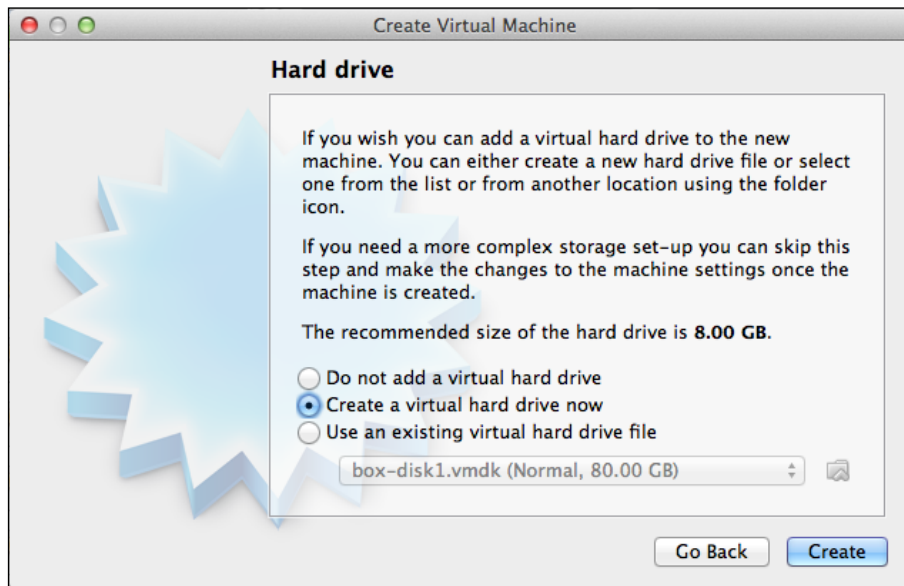 Create Virtual Machine
Hard drive
If you wish you can add a virtual hard drive to the new
machine. You can either create a new hard drive file or select
one from the list or from another location using the folder
icon.
If you need a more complex storage set-up you can skip this
step and make the changes to the machine settings once the
machine is created.
The recommended size of the hard drive is 8.00 GB.
Do not add a virtual hard drive
Create a virtual hard drive now
Use an existing virtual hard drive file
box-disk1.vmdk (Normal, 80.00 GB)
Go Back Create